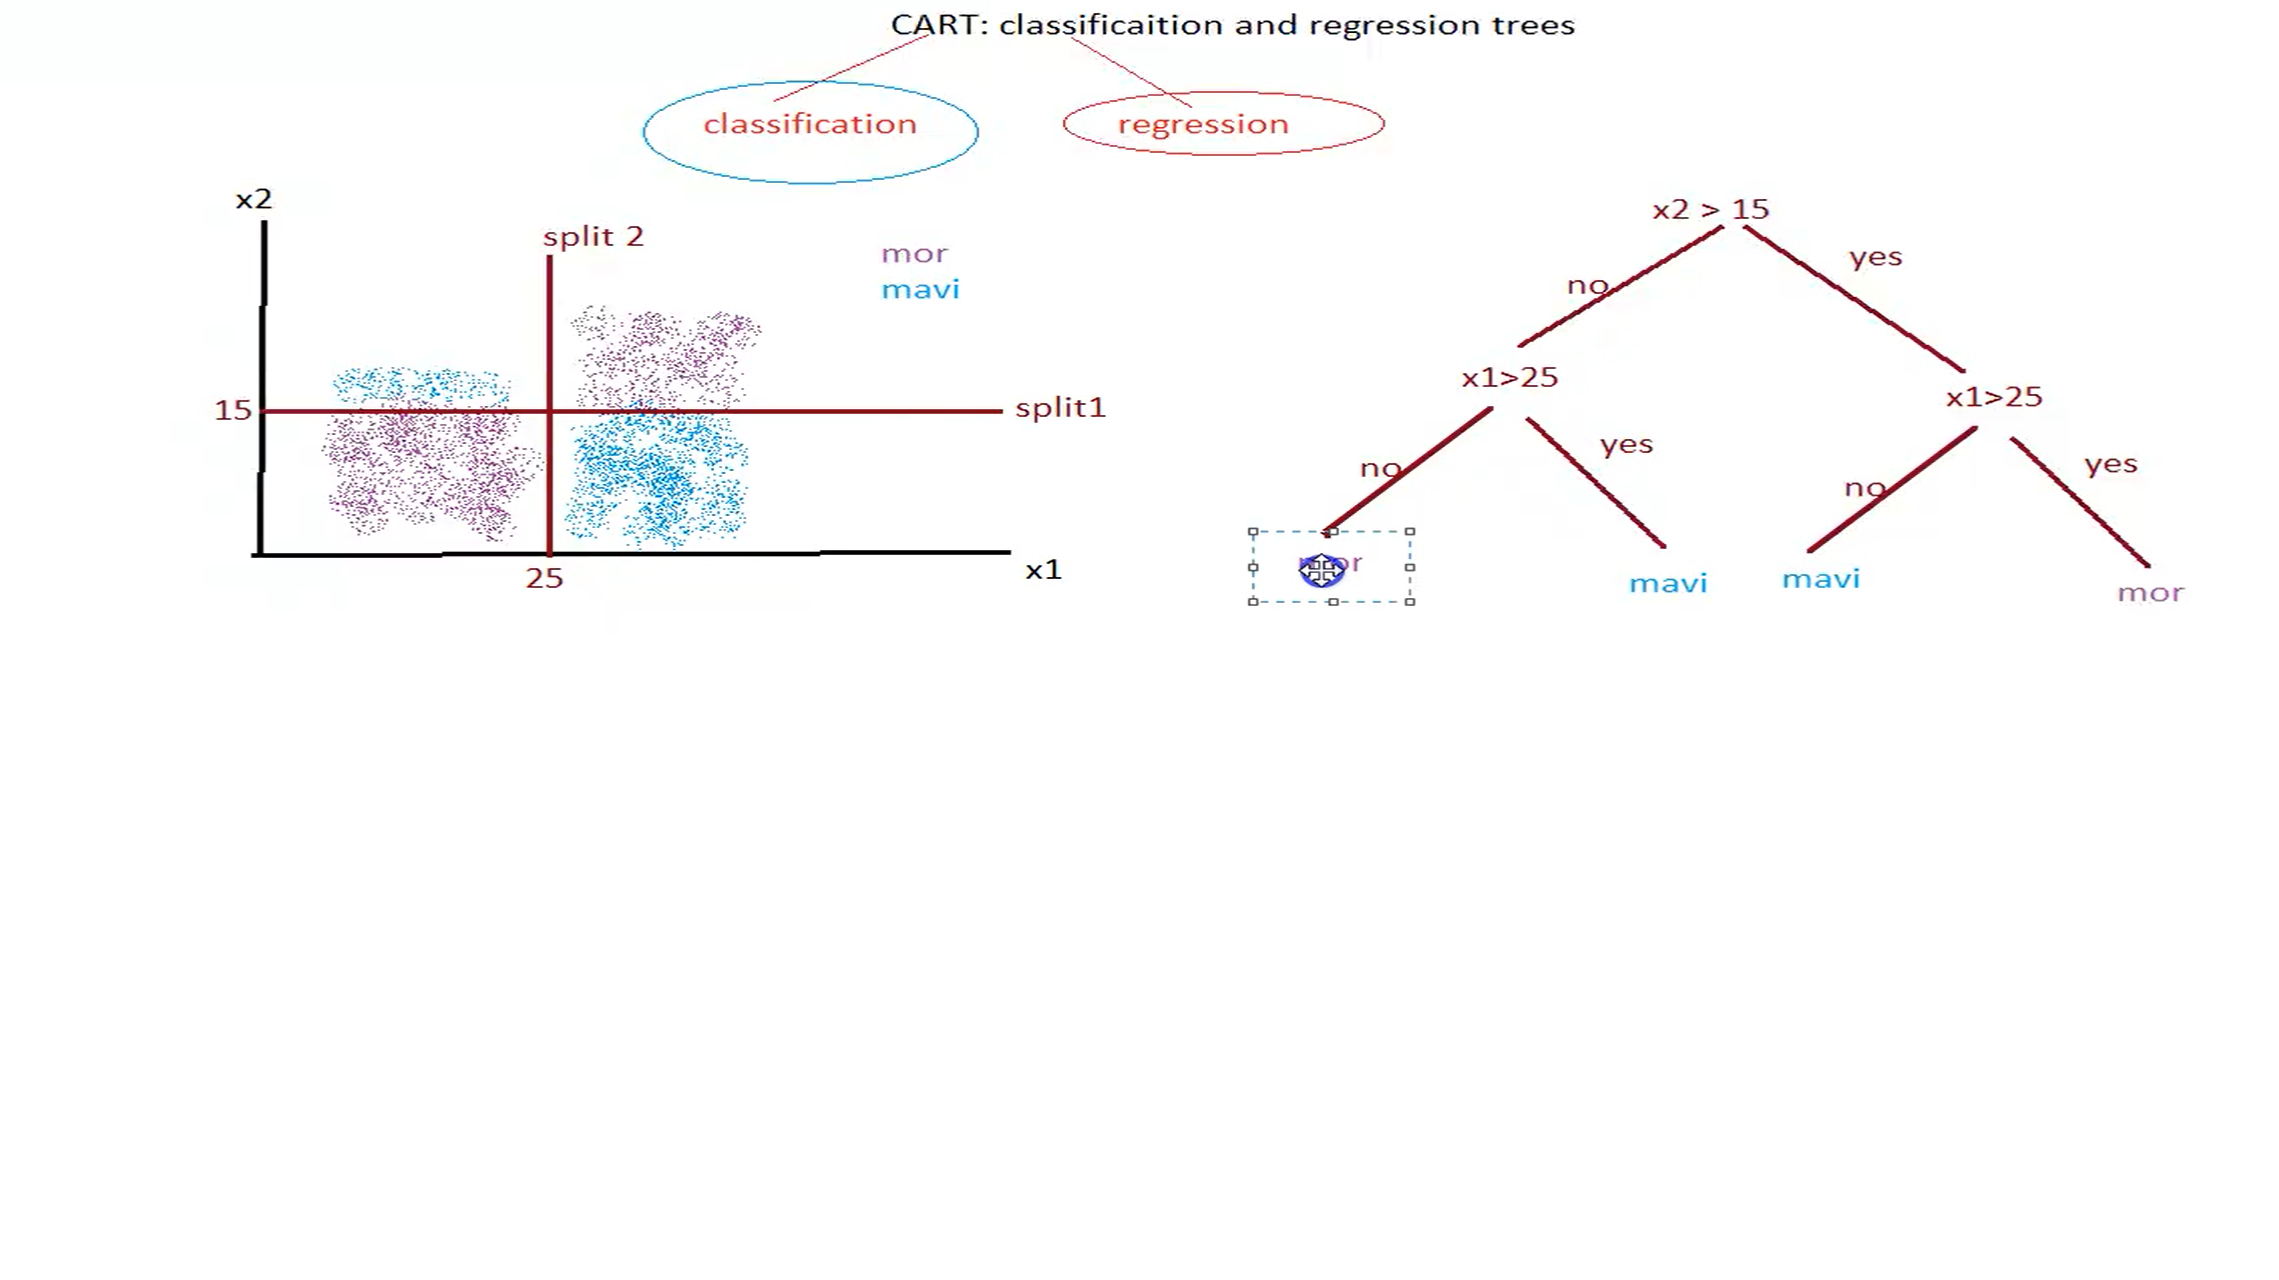 CART: classificaition and regression trees
classification
regression
x2
split 2
mor
mavi
15
split1
25
x1
x2 > 15
no
yes
x1>25
x1>25
no
yes
no
yes
mor
mavi
mavi
mor